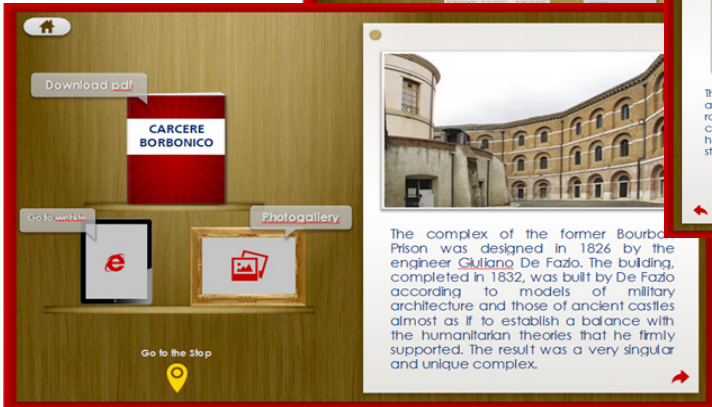 Download pdf
CARCERE
BORBONICO
Go to webite
Photogallery
Go to the Stop
The complex of the former Bourbo
Prison was designed in 1826 by the
engineer Giuliano De Fazio. The building,
completed in 1832, was built by De Fazio
according to models of military
architecture and those of ancient castles
almost as if to establish a balance with
the humanitarian theories that he firmly
supported. The result was a very singular
and unique complex.